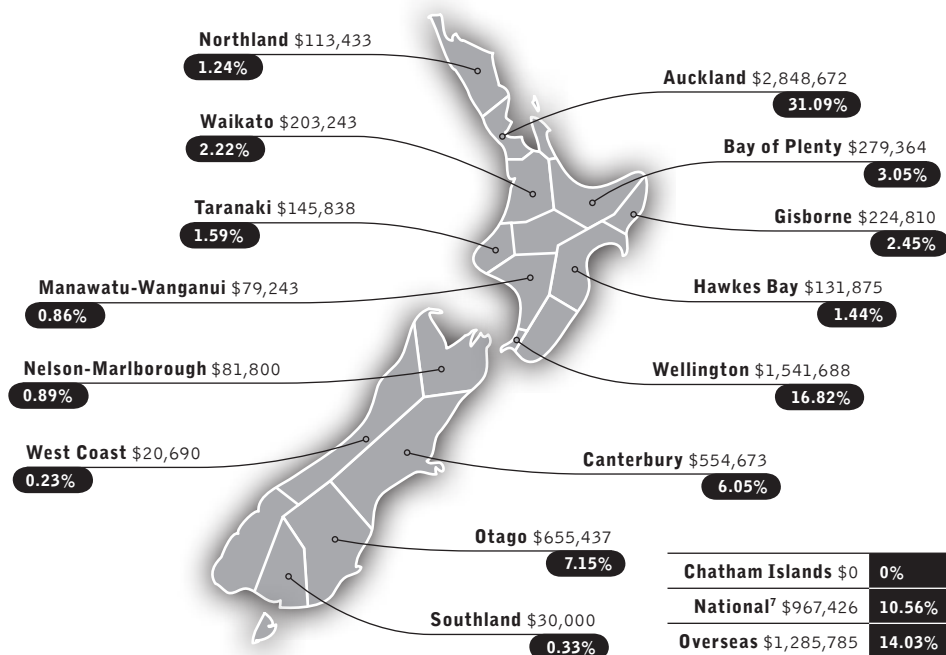 Northland $113,433
1.24%
Auckland $2,848,672
31.09%
Waikato $203,243
2.22%
Bay of Plenty $279,364
3.05%
Taranaki $145,838
1.59%
Gisborne $224,810
2.45%
Manawatu-Wanganui $79,243
0.86%
Hawkes Bay $131,875
1.44%
Nelson-Marlborough $81,800
0.89%
Wellington $1,541,688
16.82%
West Coast $20,690
0.23%
Canterbury $554,673
6.05%
Otago $655,437
7.15%
Southland $30,000
0.33%
Chatham Islands $0 0%
National⁷ $967,426 10.56%
Overseas $1,285,785 14.03%